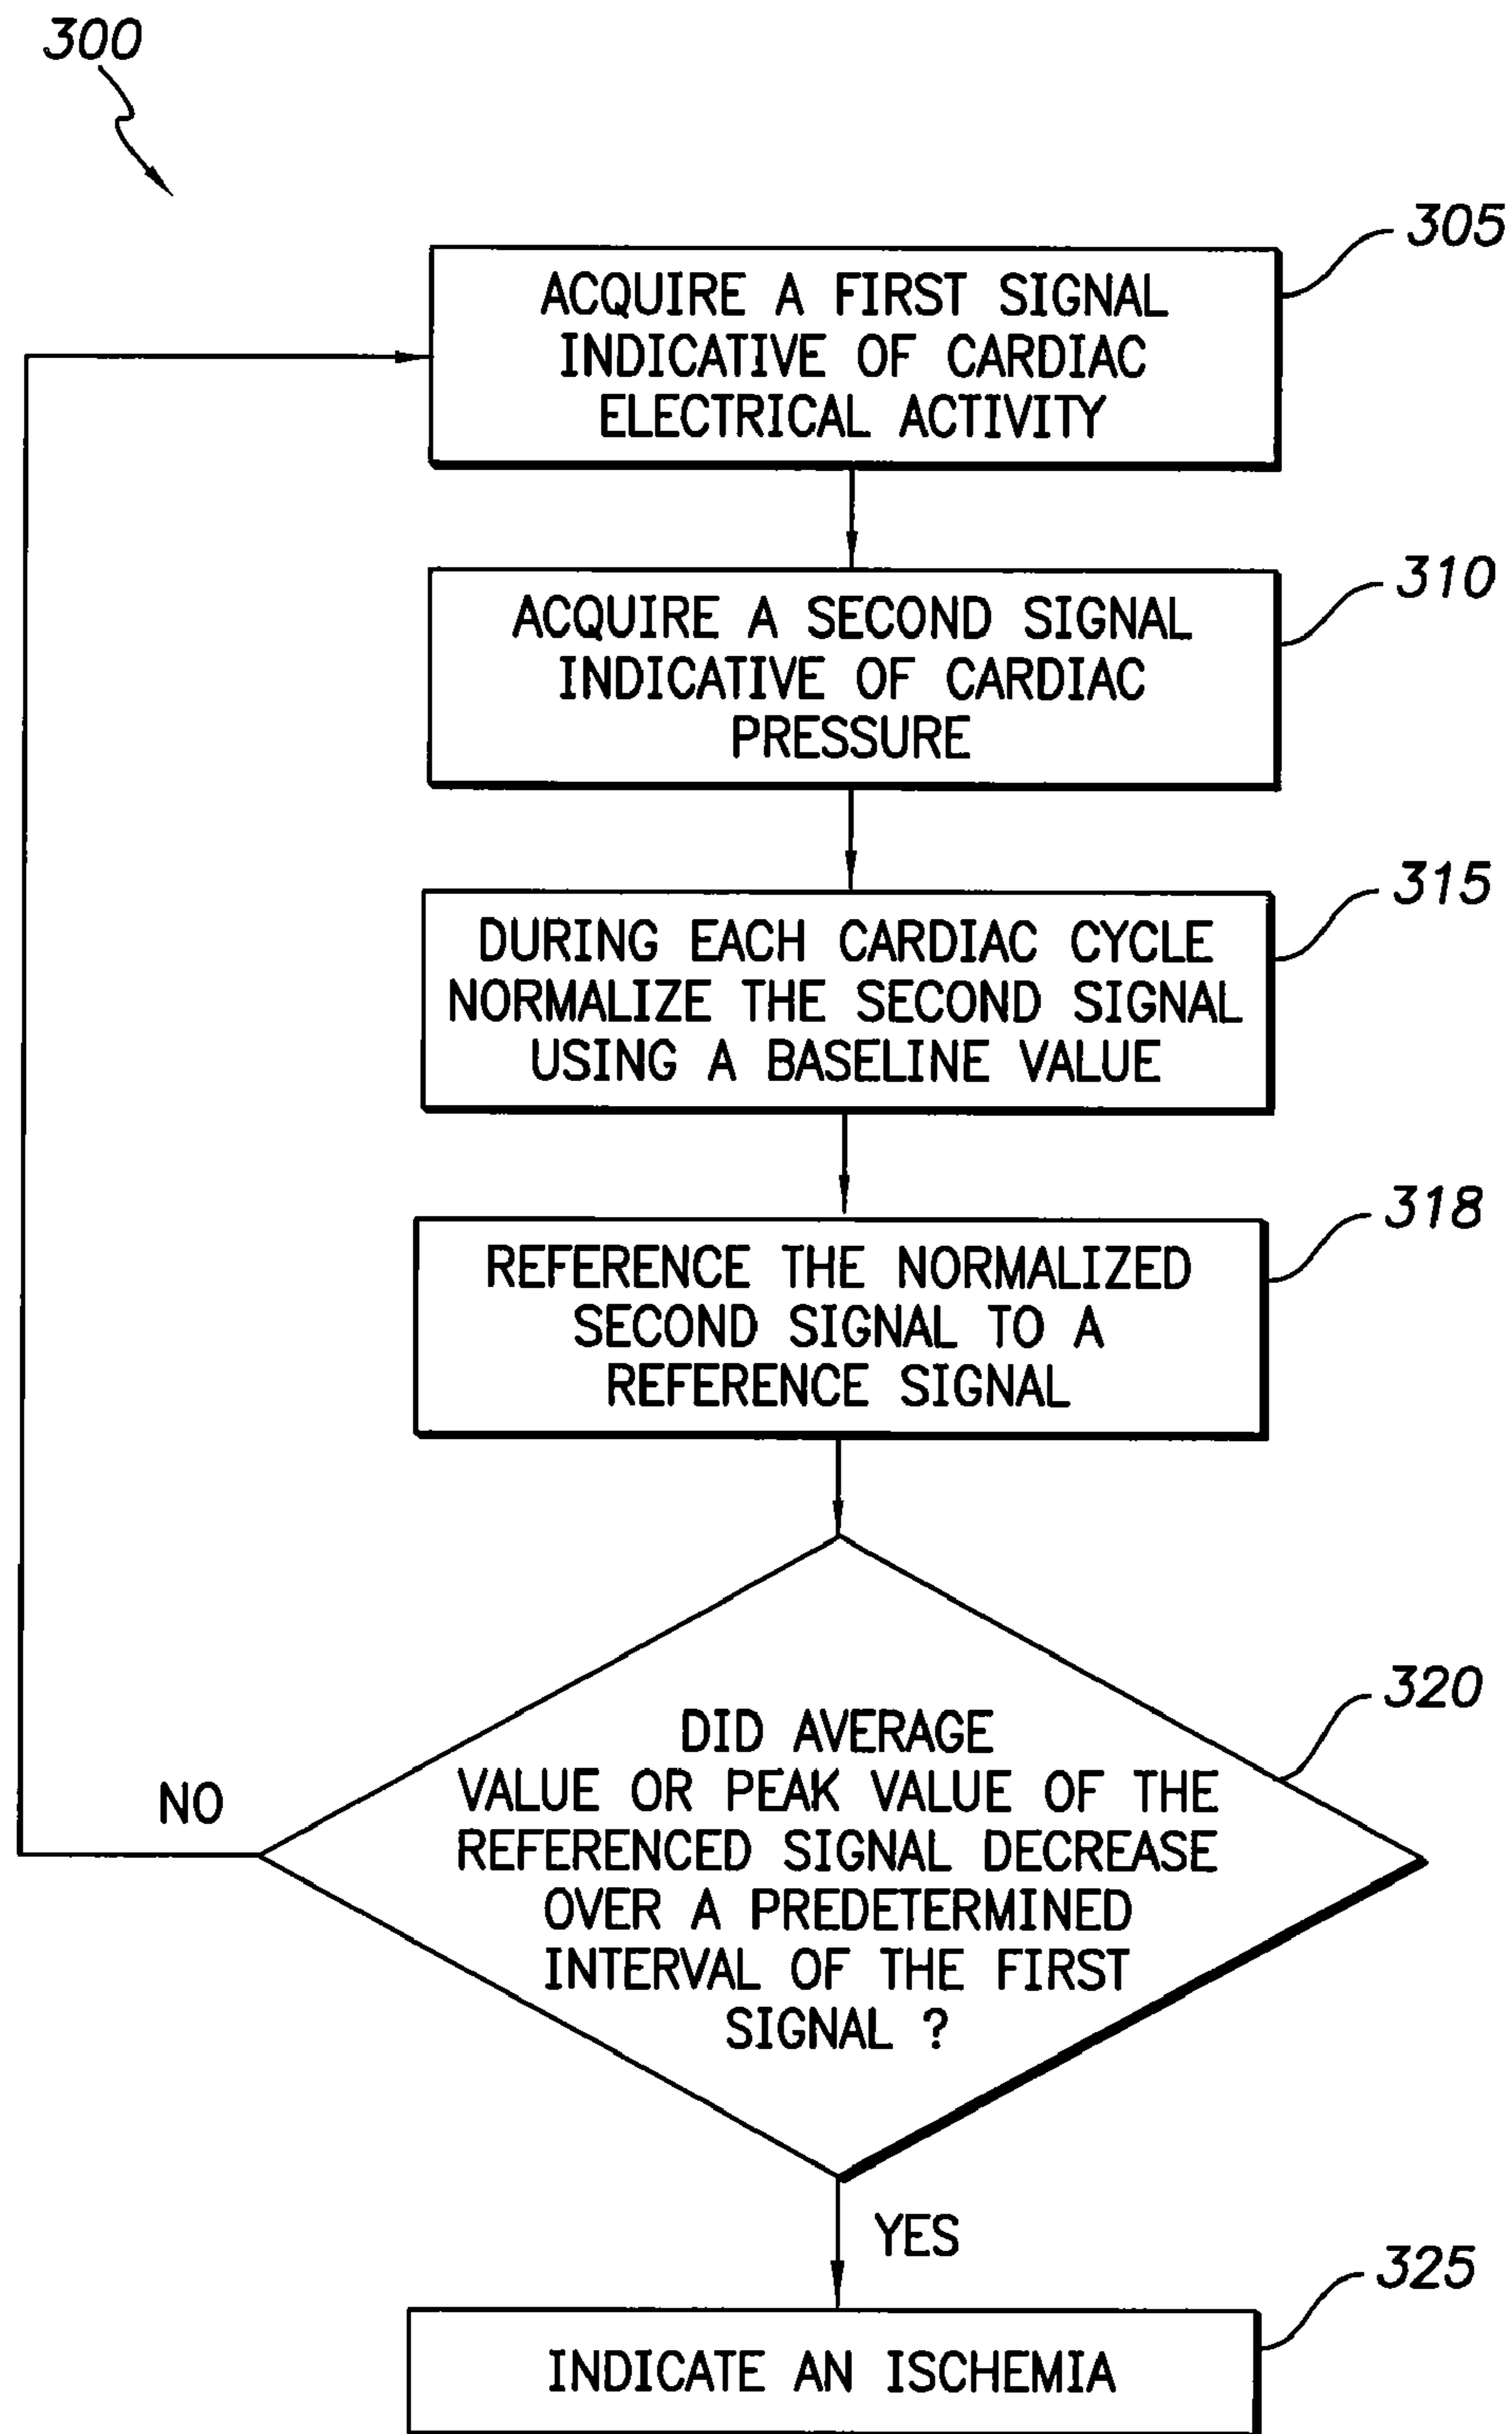 300
305
ACQUIRE A FIRST SIGNAL
INDICATIVE OF CARDIAC
ELECTRICAL ACTIVITY
310
ACQUIRE A SECOND SIGNAL
INDICATIVE OF CARDIAC
PRESSURE
315
DURING EACH CARDIAC CYCLE
NORMALIZE THE SECOND SIGNAL
USING A BASELINE VALUE
318
REFERENCE THE NORMALIZED
SECOND SIGNAL TO A
REFERENCE SIGNAL
320
DID AVERAGE
VALUE OR PEAK VALUE OF THE
REFERENCED SIGNAL DECREASE
OVER A PREDETERMINED
INTERVAL OF THE FIRST
SIGNAL ?
NO
YES
325
INDICATE AN ISCHEMIA